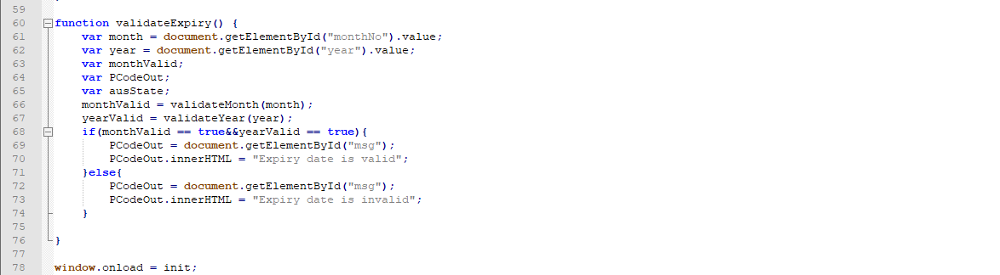 59
60 function validateExpiry() {
61     var month = document.getElementById("monthNo").value;
62     var year = document.getElementById("year").value;
63     var monthValid;
64     var PCodeOut;
65     var ausState;
66     monthValid = validateMonth(month);
67     yearValid = validateYear(year);
68     if(monthValid == true&&yearValid == true){
69         PCodeOut = document.getElementById("msg");
70         PCodeOut.innerHTML = "Expiry date is valid";
71     }else{
72         PCodeOut = document.getElementById("msg");
73         PCodeOut.innerHTML = "Expiry date is invalid";
74     }
75
76 }
77
78 window.onload = init;